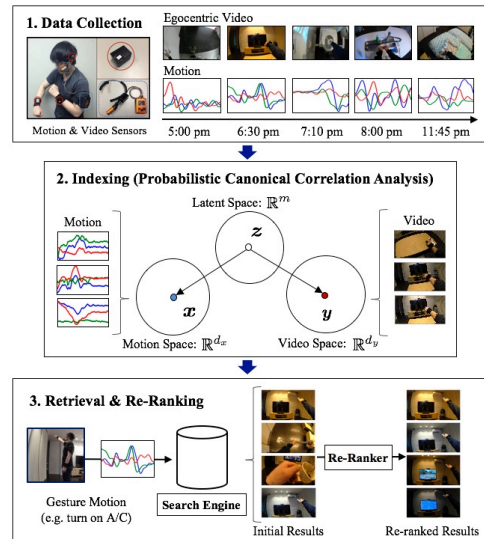 1. Data Collection
Egocentric Video
Motion
Motion & Video Sensors
5:00 pm
6:30 pm
7:10 pm
8:00 pm
11:45 pm
2. Indexing (Probabilistic Canonical Correlation Analysis)
Latent Space: ℝᵐ
Motion
Video
z
x
y
Motion Space: ℝ^{d_x}
Video Space: ℝ^{d_y}
3. Retrieval & Re-Ranking
Gesture Motion
(e.g. turn on A/C)
Search Engine
Re-Ranker
Initial Results
Re-ranked Results